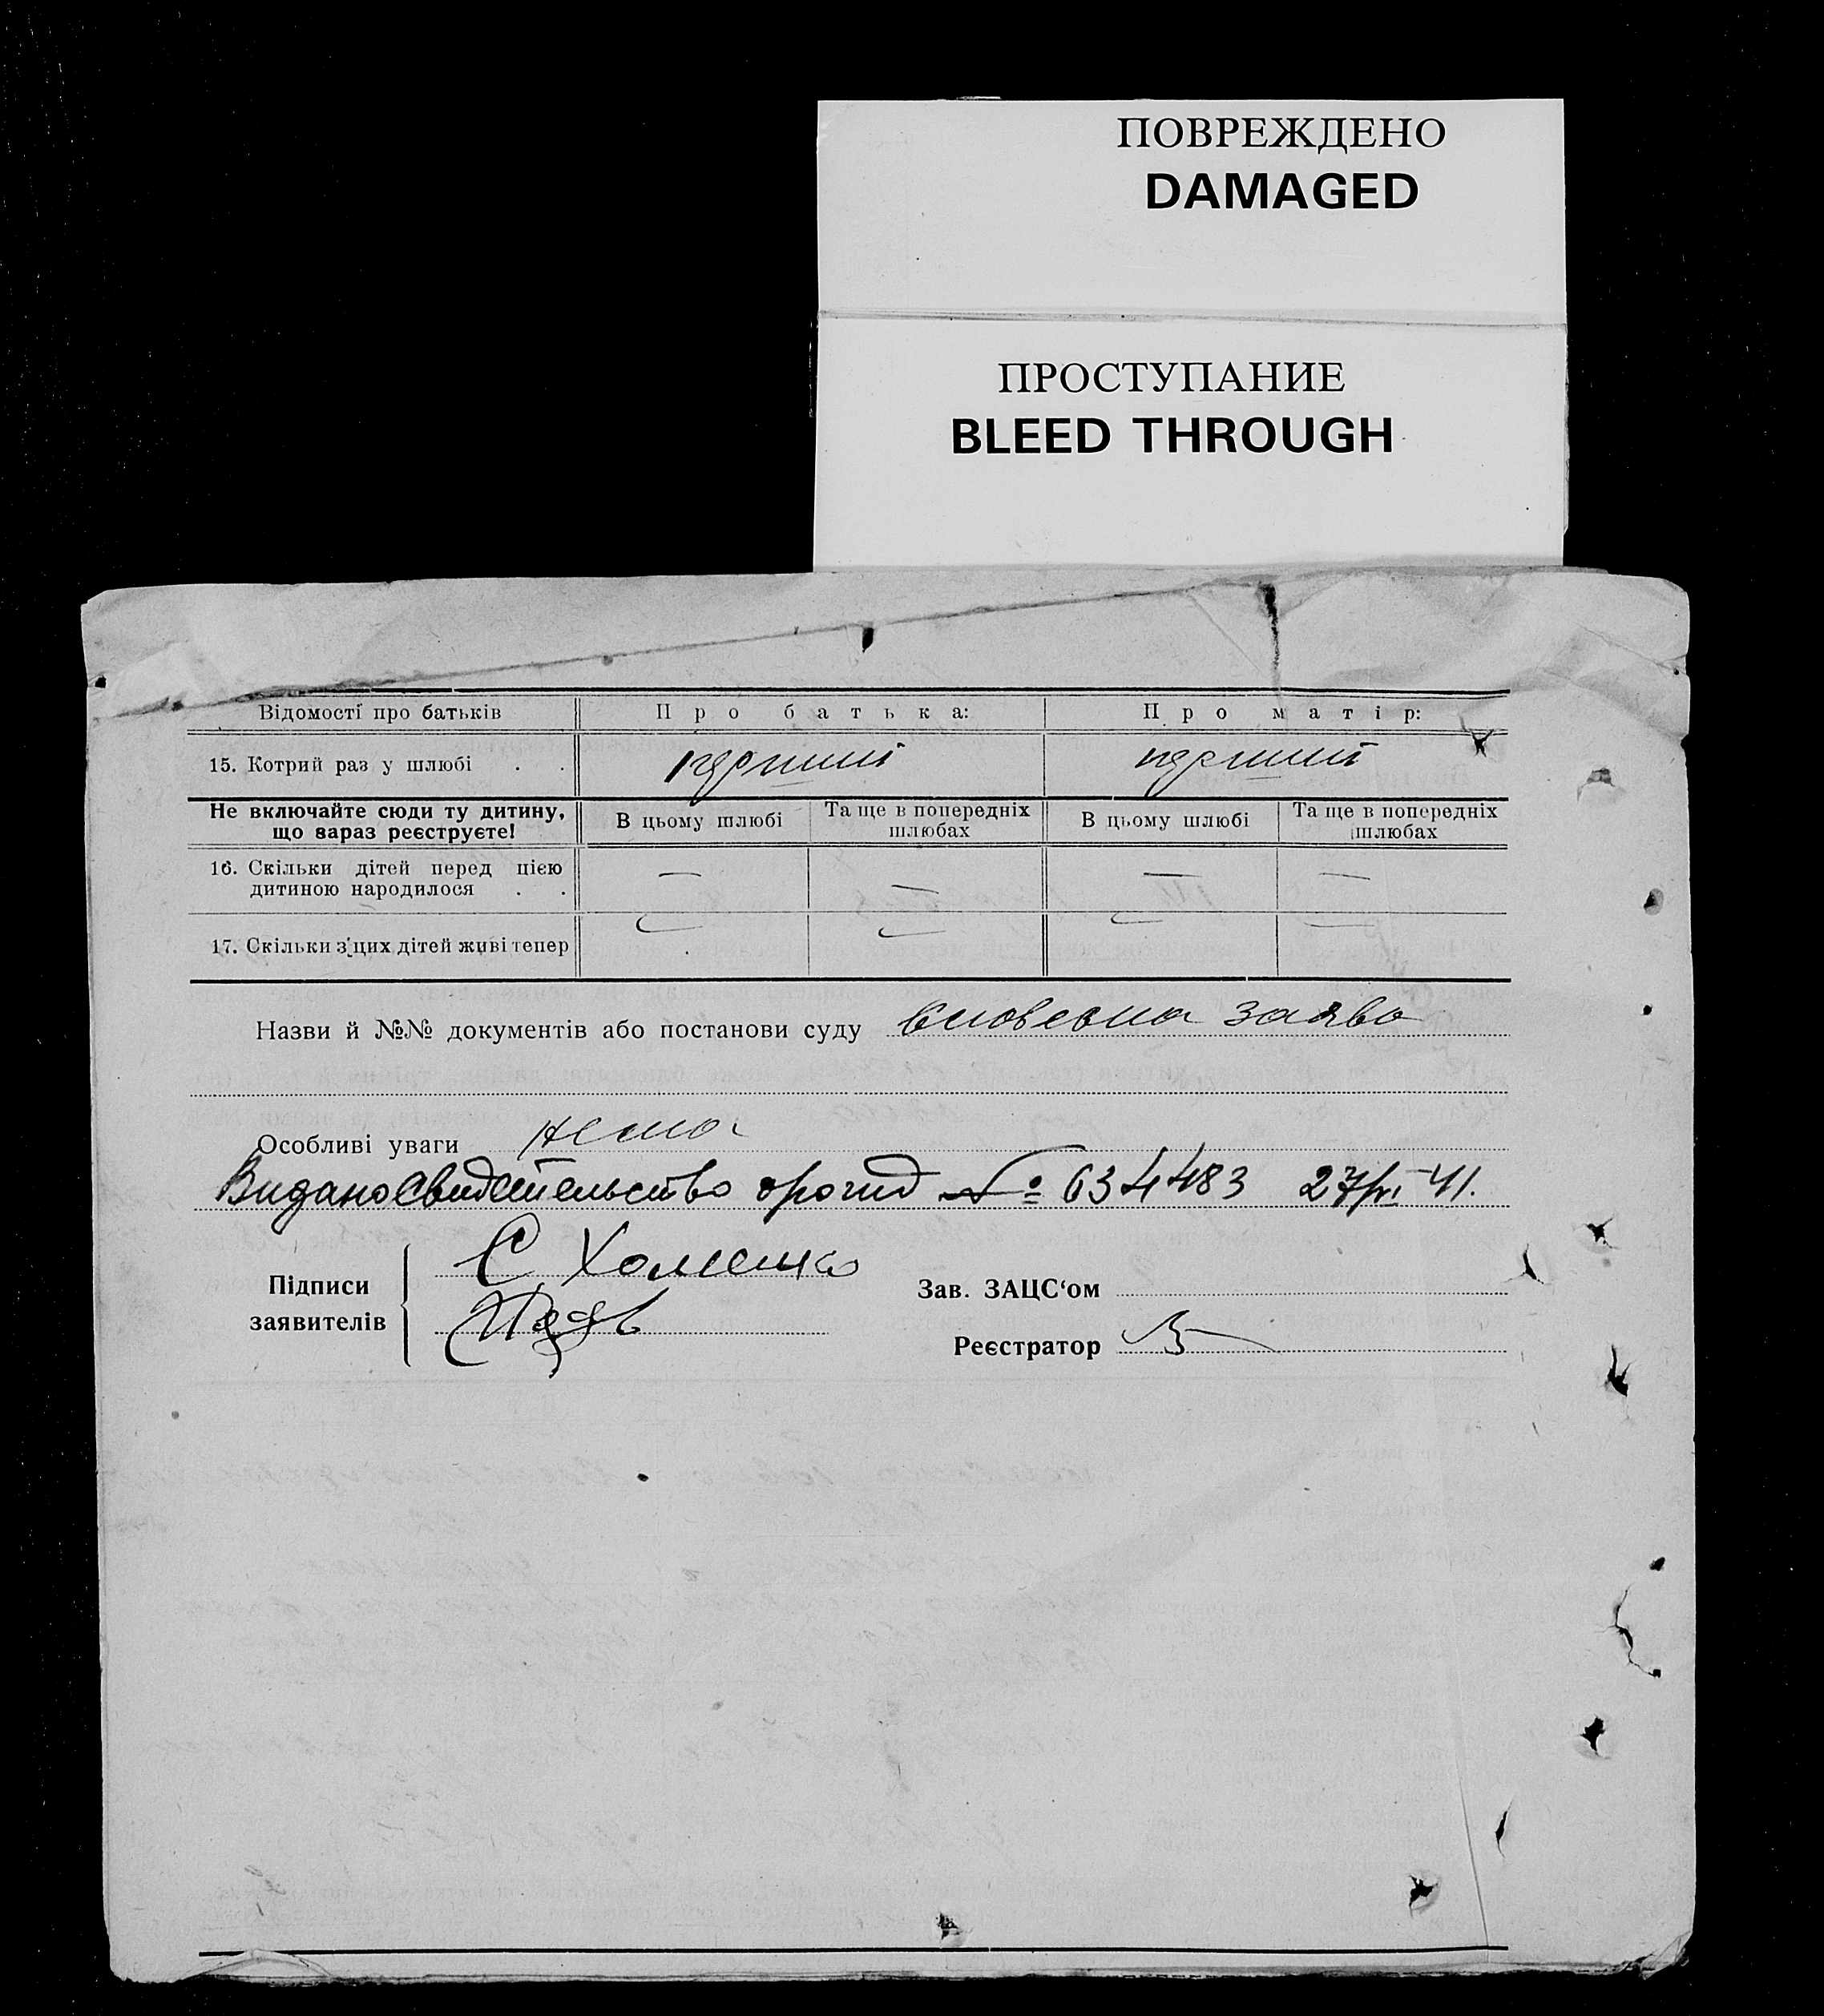 ПОВРЕЖДЕНО
DAMAGED
ПРОСТУПАНИЕ
BLEED THROUGH
Відомості про батьків П р о б а т ь к а: П р о м а т і р:
15. Котрий раз у шлюбі . . перший перший
Не включайте сюди ту дитину, що зараз реєструєте! В цьому шлюбі Та ще в попередніх шлюбах В цьому шлюбі Та ще в попередніх шлюбах
16. Скільки дітей перед цією
дитиною народилося . . — — — —
17. Скільки з'цих дітей живі тепер — — — —
Назви й №№ документів або постанови суду Словесна заява
Особливі уваги нема
Видано свидетельство № 634483 27/VI-41.
Підписи заявителів
С. Хоменко
Зав. ЗАЦС‘ом
Реєстратор